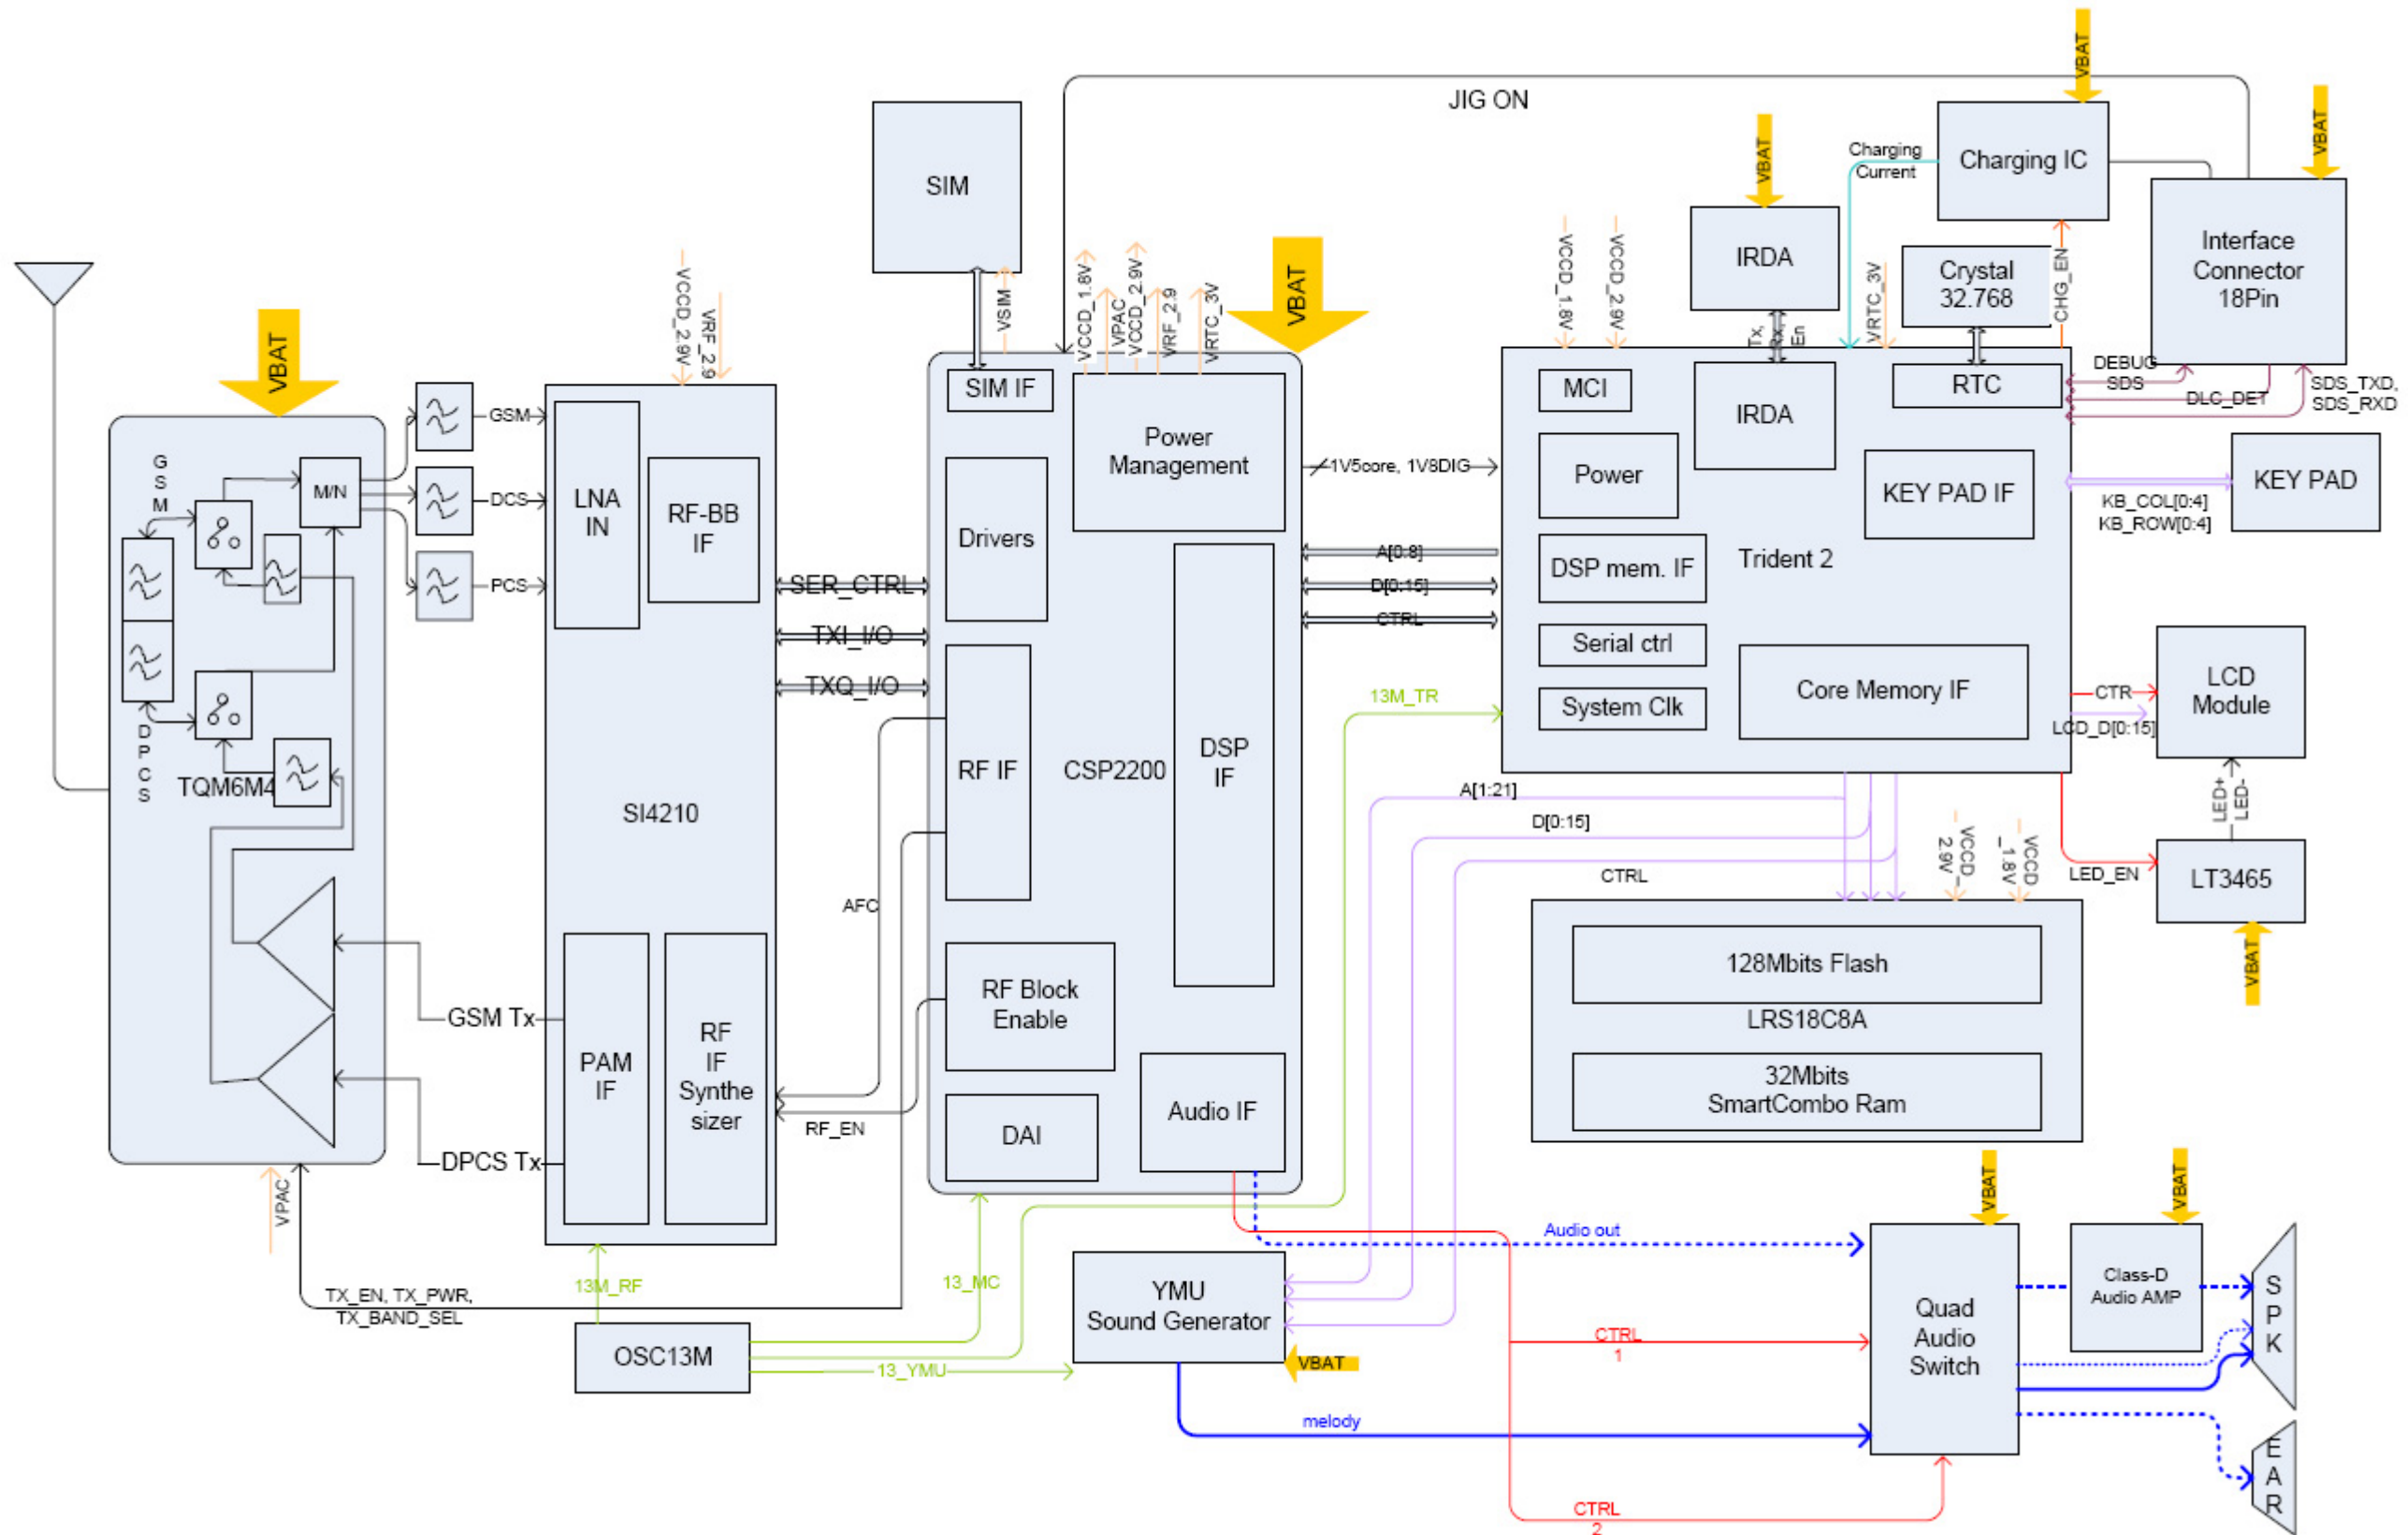 JIG ON
VBAT
Charging IC
VBAT
Interface
Connector
18Pin
Charging
Current
VBAT
IRDA
Tx,
Rx,
En
Crystal
32.768
VRTC_3V
CHG_EN
VCCD_1.8V
VCCD_2.9V
SIM
VSIM
VCCD_1.8V
VPAC
VCCD_2.9V
VRF_2.9
VRTC_3V
VBAT
VCCD_2.9V
VRF_2.9
VBAT
GSM
DPCS
M/N
TQM6M4
VPAC
GSM
DCS
PCS
LNA
IN
RF-BB
IF
SI4210
PAM
IF
RF
IF
Synthe
sizer
GSM Tx
DPCS Tx
SER_CTRL
TXI_I/O
TXQ_I/O
AFC
RF_EN
TX_EN, TX_PWR,
TX_BAND_SEL
SIM IF
Power
Management
Drivers
RF IF
CSP2200
DSP
IF
RF Block
Enable
DAI
Audio IF
1V5core, 1V8DIG
A[0:8]
D[0:15]
CTRL
13M_TR
MCI
IRDA
RTC
Power
KEY PAD IF
DSP mem. IF
Trident 2
Serial ctrl
System Clk
Core Memory IF
DEBUG
SDS
DLC_DET
SDS_TXD,
SDS_RXD
KEY PAD
KB_COL[0:4]
KB_ROW[0:4]
LCD
Module
CTR
LCD_D[0:15]
LED+
LED-
LED_EN
LT3465
VBAT
A[1:21]
D[0:15]
CTRL
VCCD_
2.9V
VCCD
_1.8V
128Mbits Flash
LRS18C8A
32Mbits
SmartCombo Ram
13M_RF
OSC13M
13_MC
13_YMU
YMU
Sound Generator
VBAT
Audio out
CTRL
1
melody
CTRL
2
VBAT
Quad
Audio
Switch
VBAT
Class-D
Audio AMP
SPK
EAR